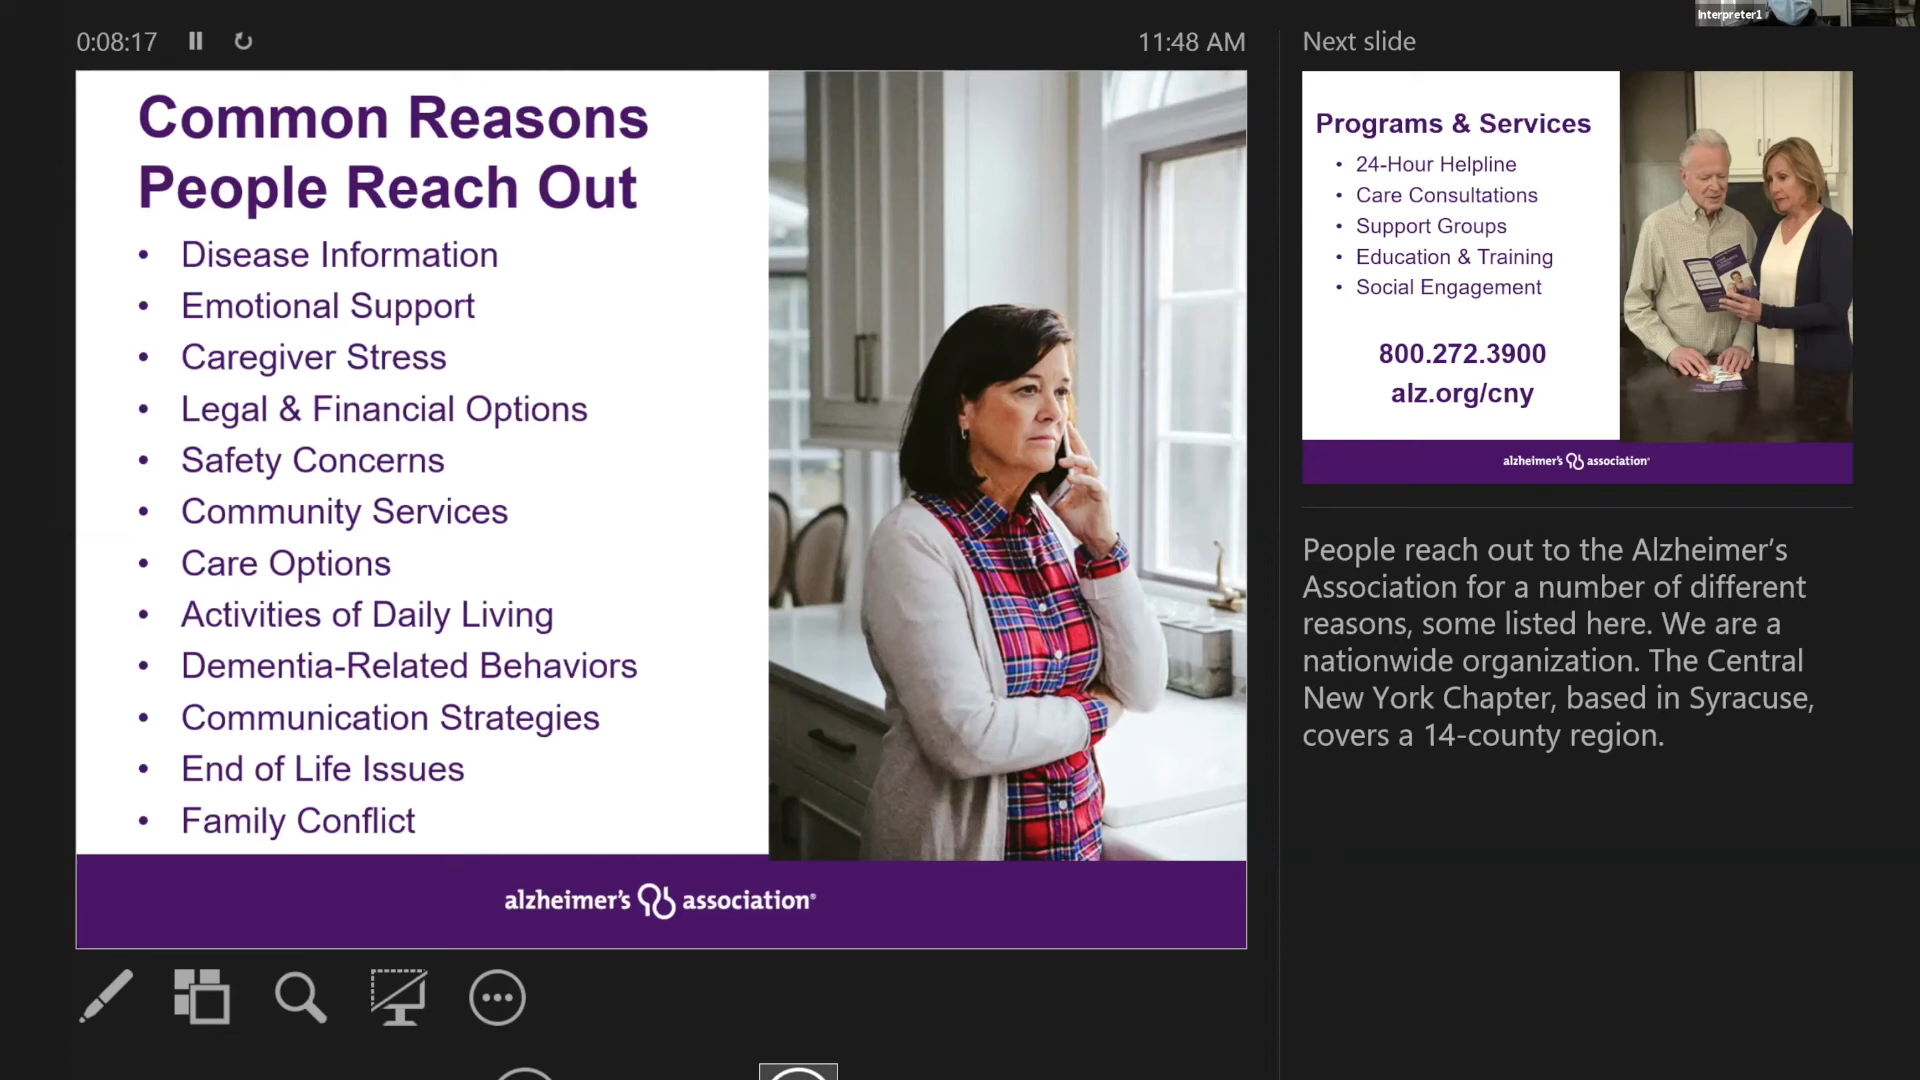 Interpreter1
0:08:17
11:48 AM
Next slide
Common Reasons
People Reach Out
• Disease Information
• Emotional Support
• Caregiver Stress
• Legal & Financial Options
• Safety Concerns
• Community Services
• Care Options
• Activities of Daily Living
• Dementia-Related Behaviors
• Communication Strategies
• End of Life Issues
• Family Conflict
alzheimer's association®
Programs & Services
• 24-Hour Helpline
• Care Consultations
• Support Groups
• Education & Training
• Social Engagement
800.272.3900
alz.org/cny
alzheimer's association®
People reach out to the Alzheimer’s
Association for a number of different
reasons, some listed here. We are a
nationwide organization. The Central
New York Chapter, based in Syracuse,
covers a 14-county region.